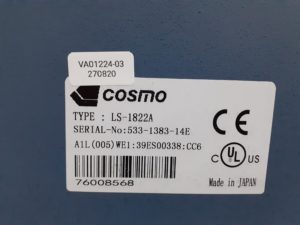 VA01224-03
270820
COSMO
TYPE : LS-1822A
SERIAL-No:533-1383-14E
A1L(005)WE1:39ES00338:CC6
76008568
CE
C UL US
Made in JAPAN